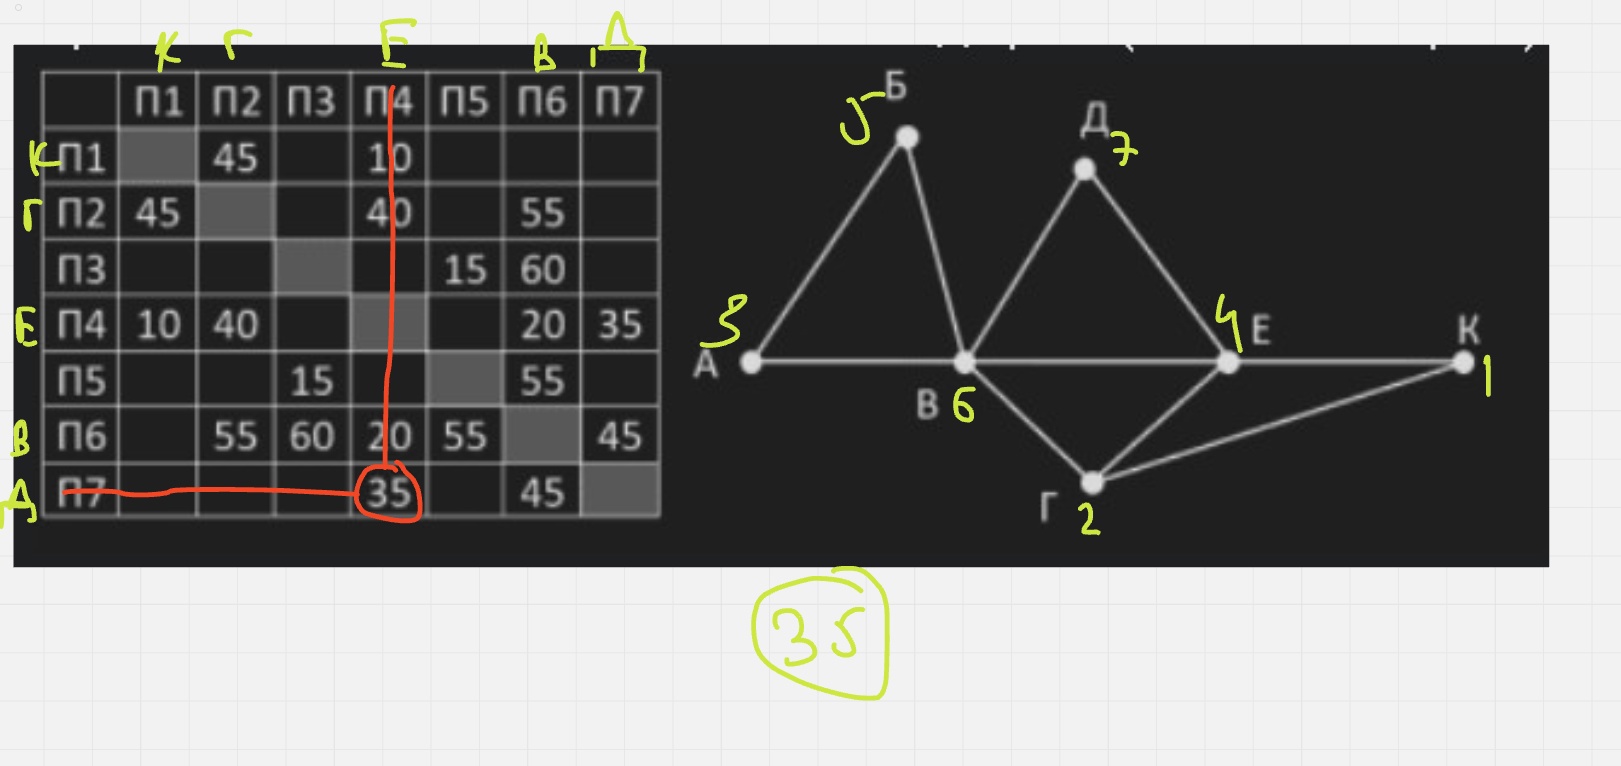 К Г Е В Д
П1 П2 П3 П4 П5 П6 П7
К П1 45 10
Г П2 45 40 55
П3 15 60
Е П4 10 40 20 35
П5 15 55
В П6 55 60 20 55 45
Д П7 35 45
Б 5
Д 7
А 3
В 6
Е 4
К 1
Г 2
35